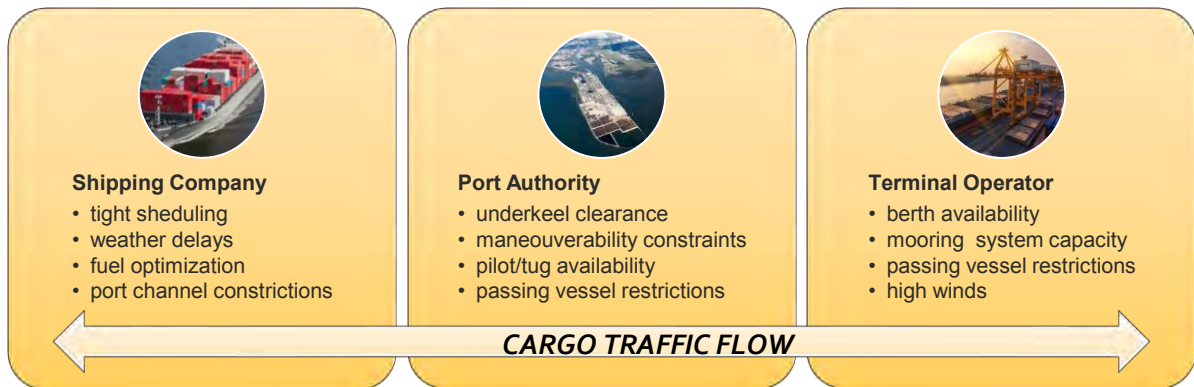 Shipping Company
• tight sheduling
• weather delays
• fuel optimization
• port channel constrictions
Port Authority
• underkeel clearance
• maneouverability constraints
• pilot/tug availability
• passing vessel restrictions
Terminal Operator
• berth availability
• mooring system capacity
• passing vessel restrictions
• high winds
CARGO TRAFFIC FLOW